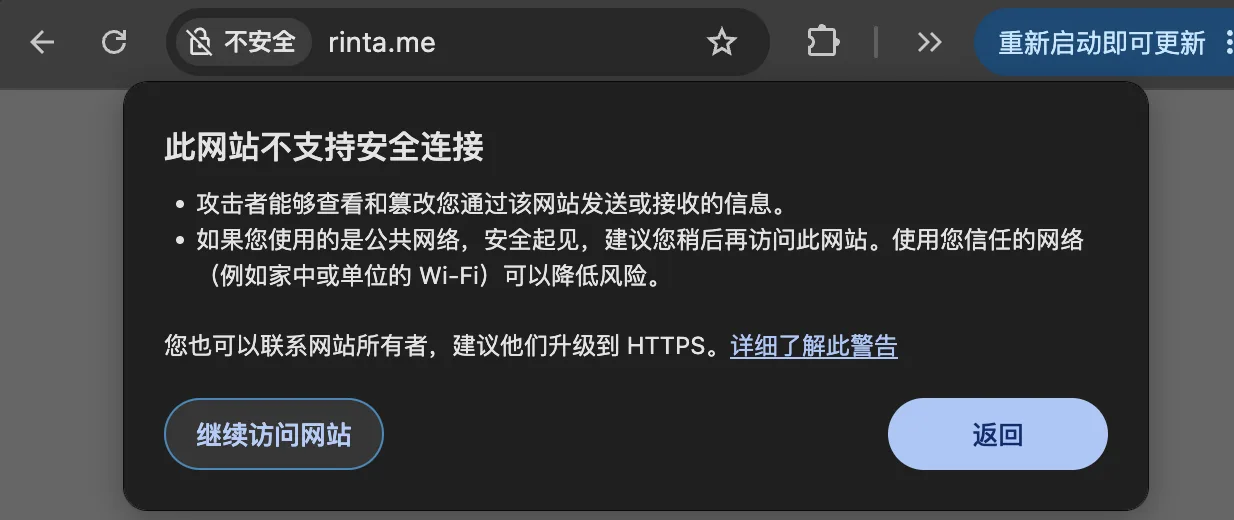 不安全 rinta.me 重新启动即可更新
此网站不支持安全连接
• 攻击者能够查看和篡改您通过该网站发送或接收的信息。
• 如果您使用的是公共网络，安全起见，建议您稍后再访问此网站。使用您信任的网络
（例如家中或单位的 Wi-Fi）可以降低风险。
您也可以联系网站所有者，建议他们升级到 HTTPS。详细了解此警告
继续访问网站 返回